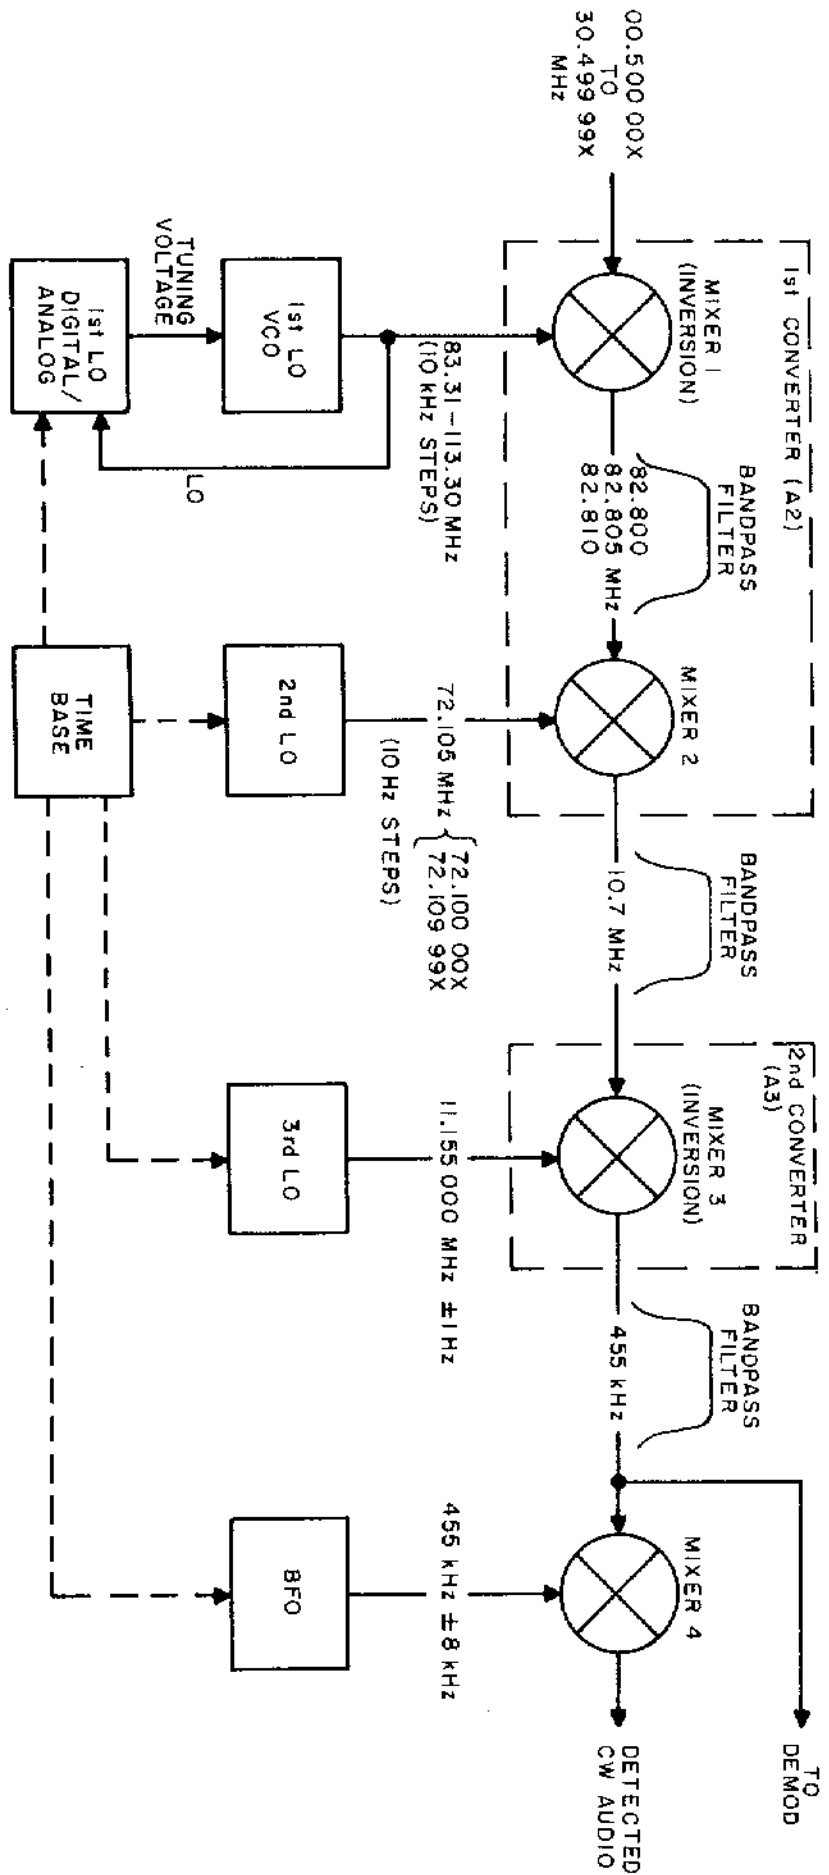 00.500 00X
TO
30.499 99X
MHz
1st CONVERTER (A2)
MIXER 1
(INVERSION)
BANDPASS
FILTER
82.800
82.805 MHz
82.810
MIXER 2
BANDPASS
FILTER
10.7 MHz
2nd CONVERTER
(A3)
MIXER 3
(INVERSION)
BANDPASS
FILTER
455 kHz
MIXER 4
TO
DEMOD
DETECTED
CW AUDIO
83.31-113.30 MHz
(10 kHz STEPS)
72.105 MHz { 72.100 00X
72.109 99X
(10 Hz STEPS)
11.155 000 MHz ±1Hz
455 kHz ±8 kHz
1st LO
VCO
TUNING
VOLTAGE
LO
1st LO
DIGITAL/
ANALOG
2nd LO
3rd LO
BFO
TIME
BASE